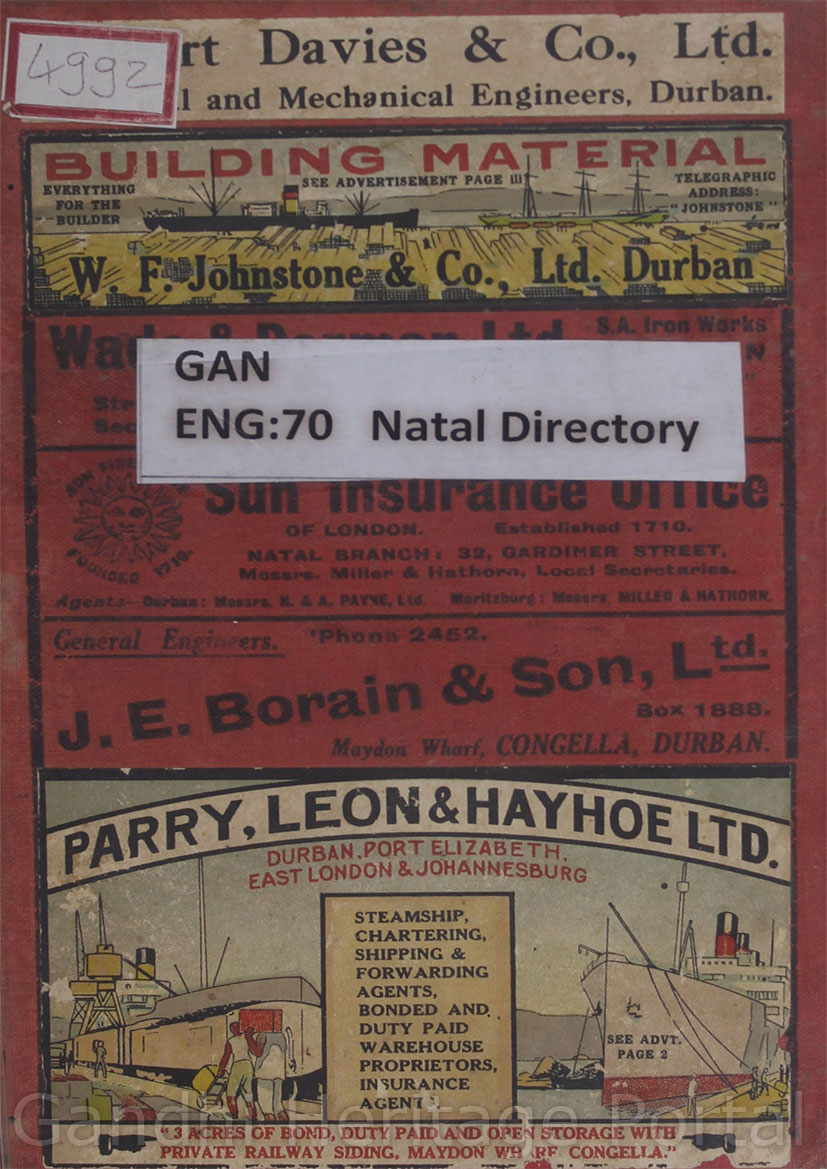 4992
rt Davies & Co., Ltd.
l and Mechanical Engineers, Durban.
BUILDING MATERIAL
EVERYTHING
FOR THE
BUILDER
SEE ADVERTISEMENT PAGE III
TELEGRAPHIC
ADDRESS:
"JOHNSTONE"
W. F. Johnstone & Co., Ltd. Durban
S.A. Iron Works
GAN
ENG:70 Natal Directory
SUN FIRE
FOUNDED 1710.
Sun Insurance Office
OF LONDON. Established 1710.
NATAL BRANCH: 32, GARDINER STREET,
Messrs. Miller & Hathorn, Local Secretaries.
Agents— Durban: Messrs. H. & A. PAYNE, Ltd. Maritzburg: Messrs. MILLER & HATHORN.
General Engineers. 'Phone 2452.
J. E. Borain & Son, Ltd.
Box 1888.
Maydon Wharf, CONGELLA, DURBAN.
PARRY, LEON & HAYHOE LTD.
DURBAN, PORT ELIZABETH,
EAST LONDON & JOHANNESBURG
STEAMSHIP,
CHARTERING,
SHIPPING &
FORWARDING
AGENTS,
BONDED AND
DUTY PAID
WAREHOUSE
PROPRIETORS,
INSURANCE
AGENT
SEE ADVT.
PAGE 2
"3 ACRES OF BOND, DUTY PAID AND OPEN STORAGE WITH
PRIVATE RAILWAY SIDING, MAYDON WHARF CONGELLA."
Gandhi Heritage Portal